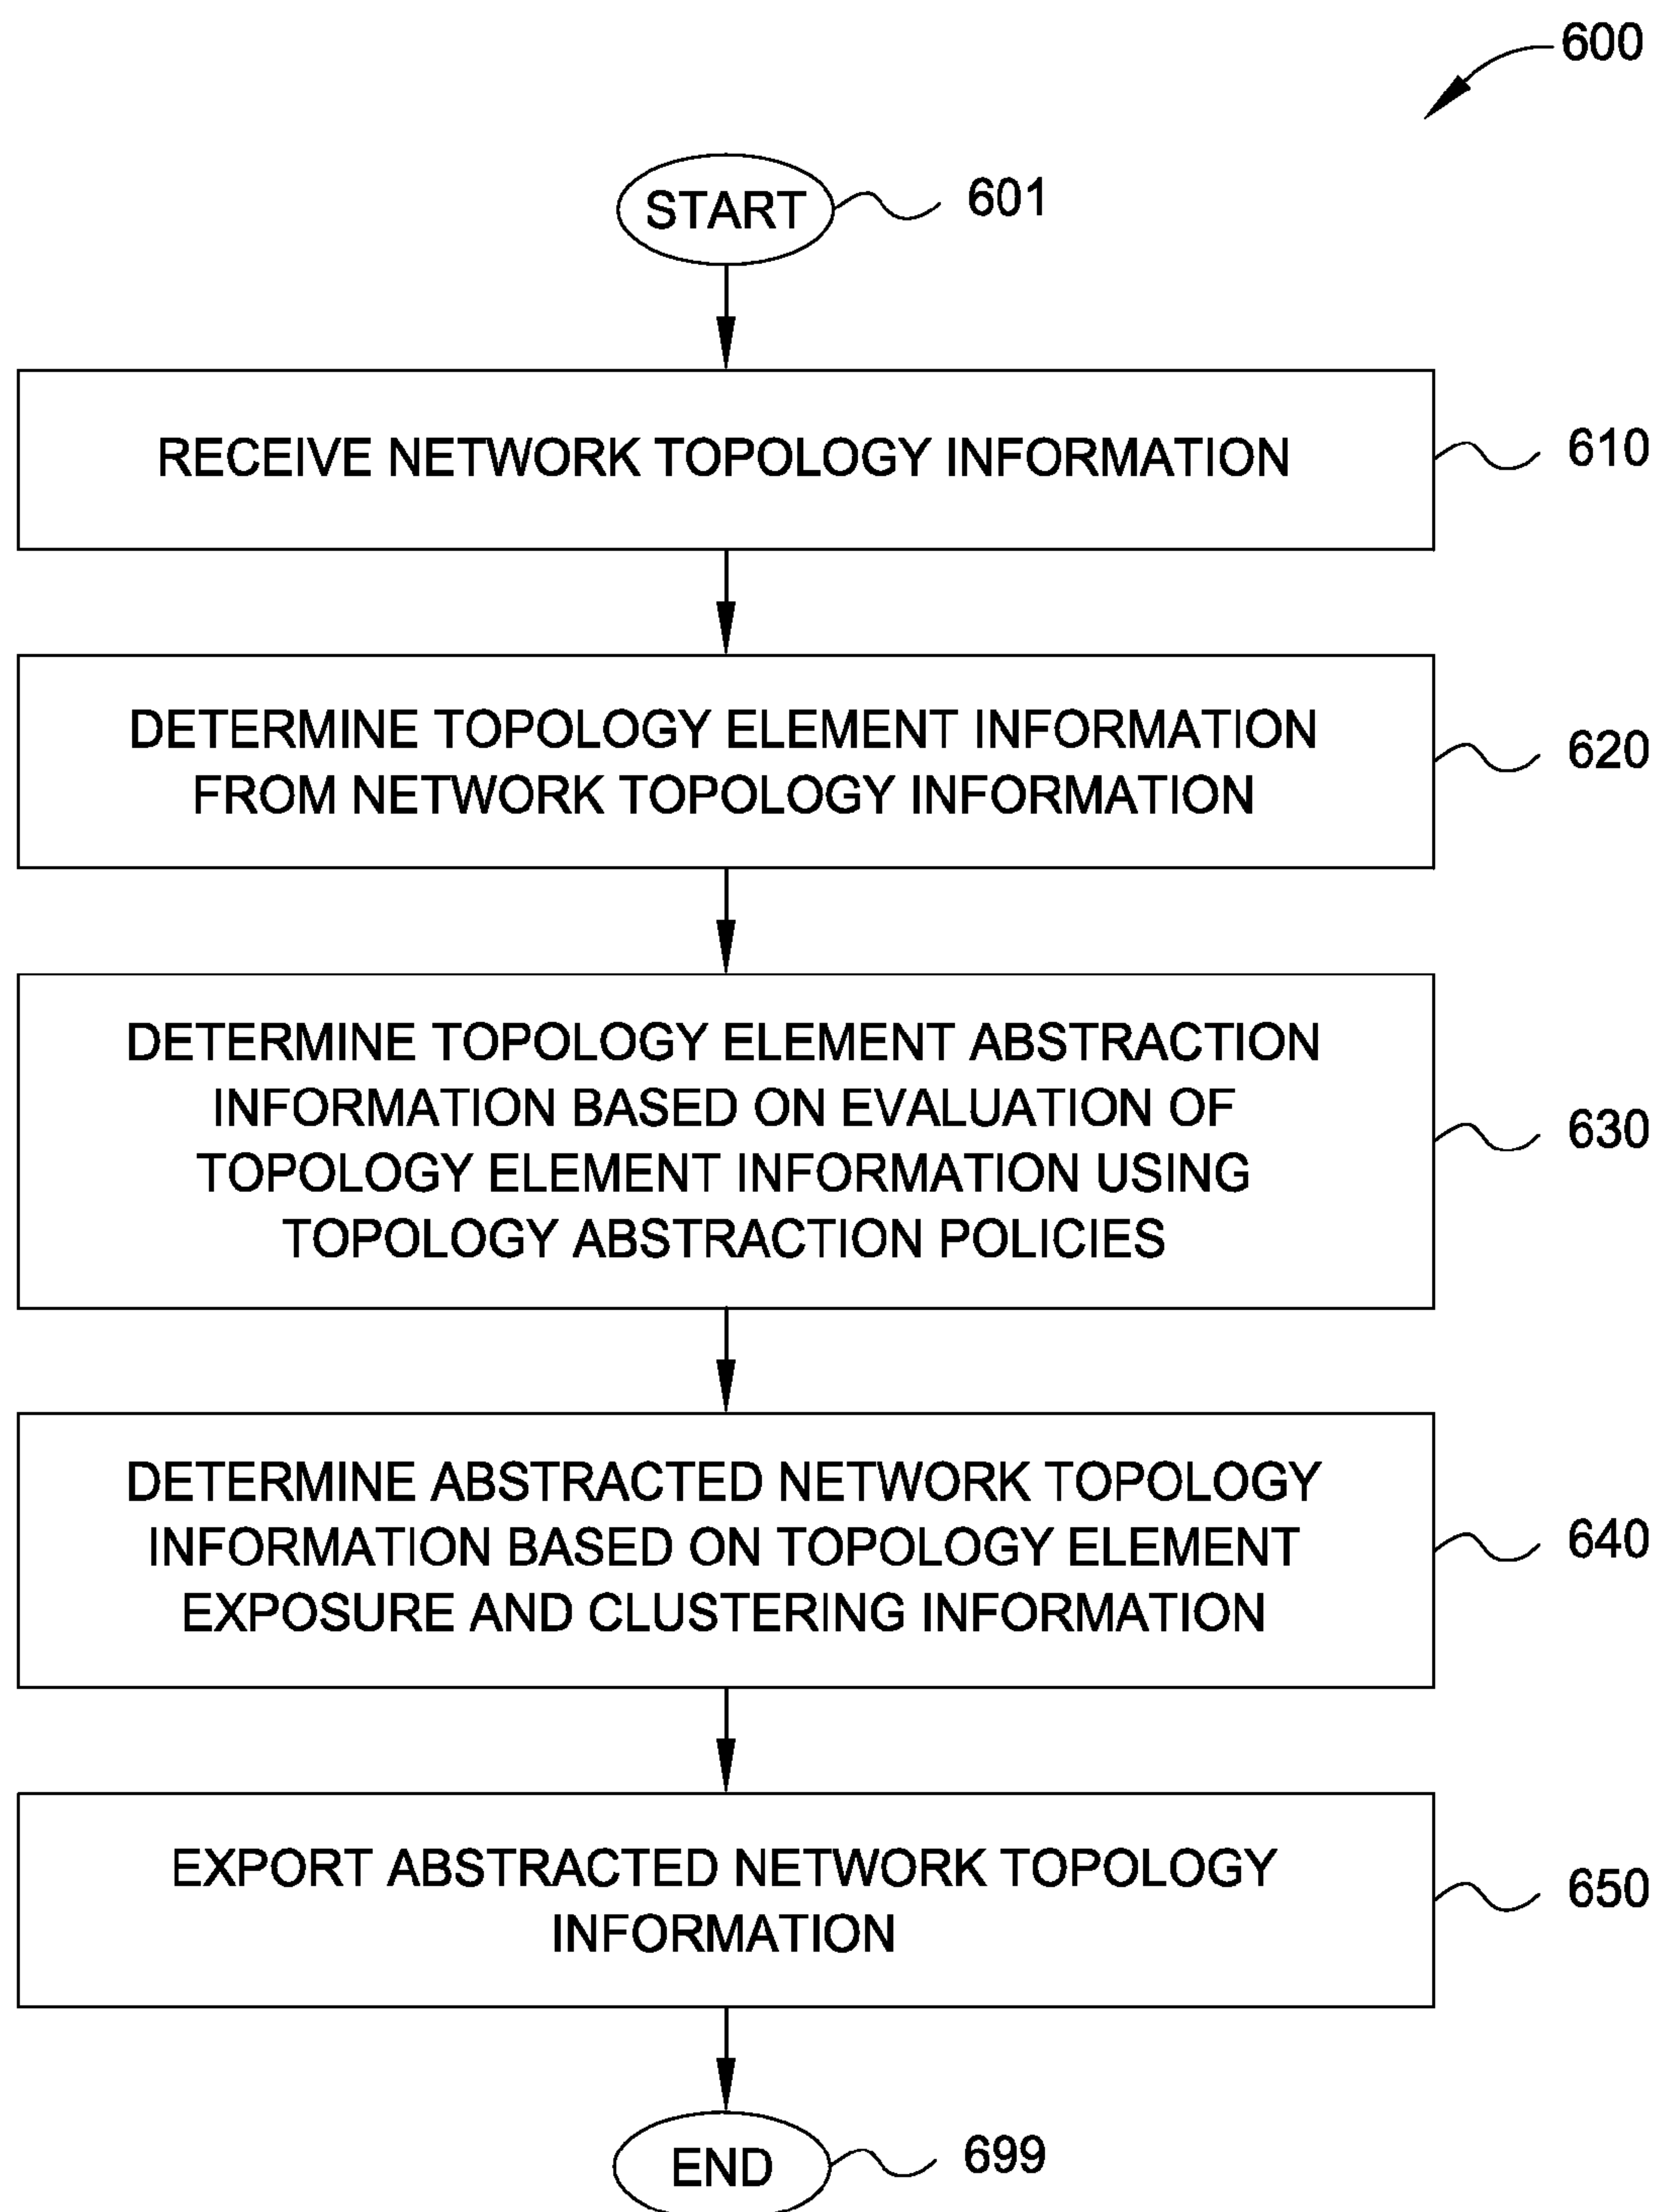 600
START
601
RECEIVE NETWORK TOPOLOGY INFORMATION
610
DETERMINE TOPOLOGY ELEMENT INFORMATION
FROM NETWORK TOPOLOGY INFORMATION
620
DETERMINE TOPOLOGY ELEMENT ABSTRACTION
INFORMATION BASED ON EVALUATION OF
TOPOLOGY ELEMENT INFORMATION USING
TOPOLOGY ABSTRACTION POLICIES
630
DETERMINE ABSTRACTED NETWORK TOPOLOGY
INFORMATION BASED ON TOPOLOGY ELEMENT
EXPOSURE AND CLUSTERING INFORMATION
640
EXPORT ABSTRACTED NETWORK TOPOLOGY
INFORMATION
650
END
699